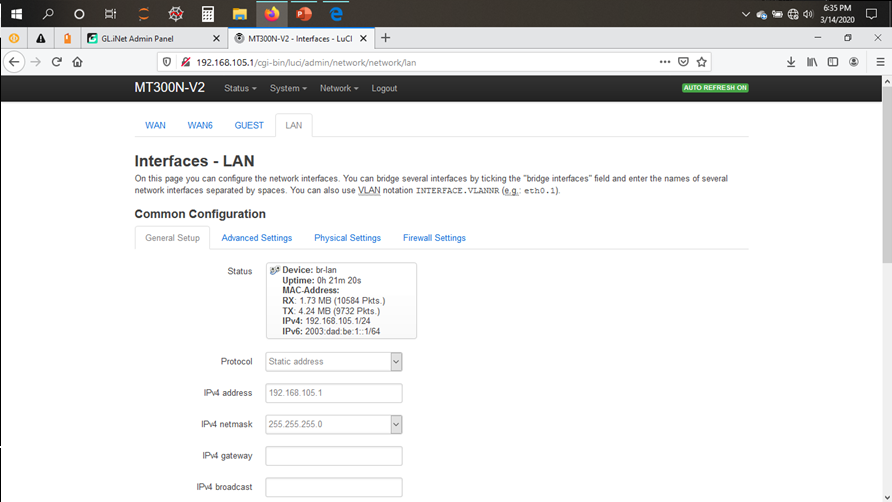 6:35 PM
3/14/2020
GL.iNet Admin Panel
MT300N-V2 - Interfaces - LuCI
192.168.105.1/cgi-bin/luci/admin/network/network/lan
MT300N-V2 Status System Network Logout AUTO REFRESH ON
WAN WAN6 GUEST LAN
Interfaces - LAN
On this page you can configure the network interfaces. You can bridge several interfaces by ticking the "bridge interfaces" field and enter the names of several
network interfaces separated by spaces. You can also use VLAN notation INTERFACE.VLANNR (e.g.: eth0.1).
Common Configuration
General Setup Advanced Settings Physical Settings Firewall Settings
Status
Device: br-lan
Uptime: 0h 21m 20s
MAC-Address:
RX: 1.73 MB (10584 Pkts.)
TX: 4.24 MB (9732 Pkts.)
IPv4: 192.168.105.1/24
IPv6: 2003:dad:be:1::1/64
Protocol Static address
IPv4 address 192.168.105.1
IPv4 netmask 255.255.255.0
IPv4 gateway
IPv4 broadcast